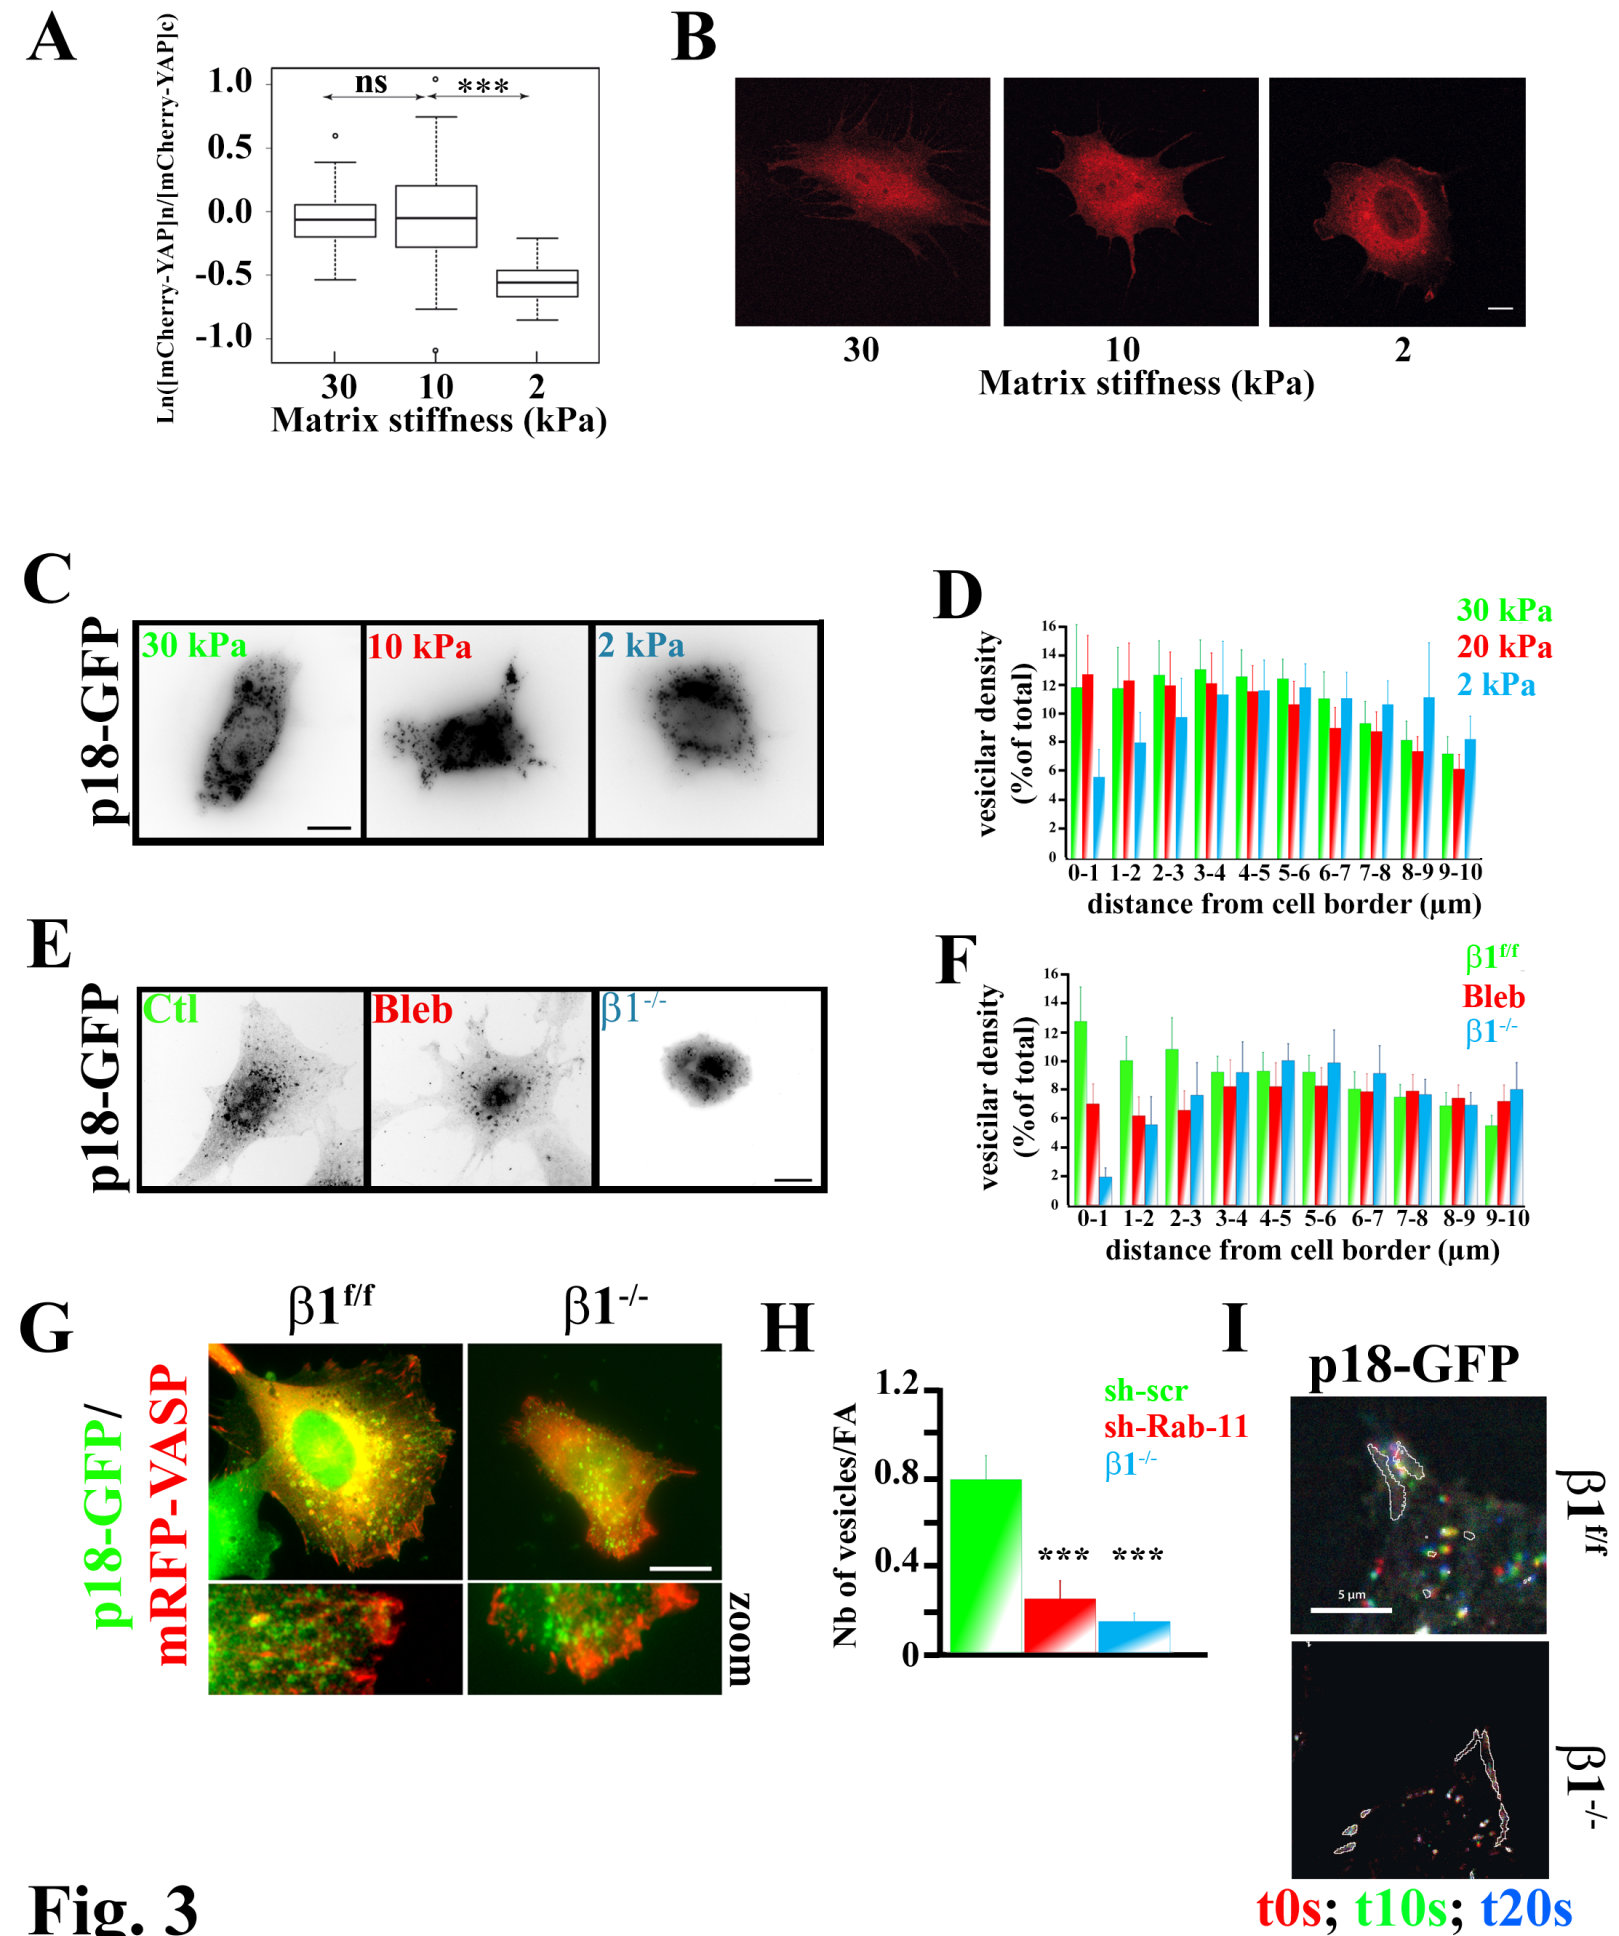 A
Ln([mCherry-YAP]n/[mCherry-YAP]c)
1.0
0.5
0.0
-0.5
-1.0
ns
***
30 10 2
Matrix stiffness (kPa)
B
30 10 2
Matrix stiffness (kPa)
C
p18-GFP
30 kPa 10 kPa 2 kPa
D
30 kPa
20 kPa
2 kPa
vesicilar density
(%of total)
16
14
12
10
8
6
4
2
0
0-1 1-2 2-3 3-4 4-5 5-6 6-7 7-8 8-9 9-10
distance from cell border (µm)
E
p18-GFP
Ctl Bleb β1-/-
F
β1f/f
Bleb
β1-/-
vesicilar density
(%of total)
16
14
12
10
8
6
4
2
0
0-1 1-2 2-3 3-4 4-5 5-6 6-7 7-8 8-9 9-10
distance from cell border (µm)
G
β1f/f β1-/-
p18-GFP/
mRFP-VASP
zoom
H
Nb of vesicles/FA
1.2
0.8
0.4
0
sh-scr
sh-Rab-11
β1-/-
*** ***
I
p18-GFP
5 µm
β1f/f
β1-/-
t0s; t10s; t20s
Fig. 3